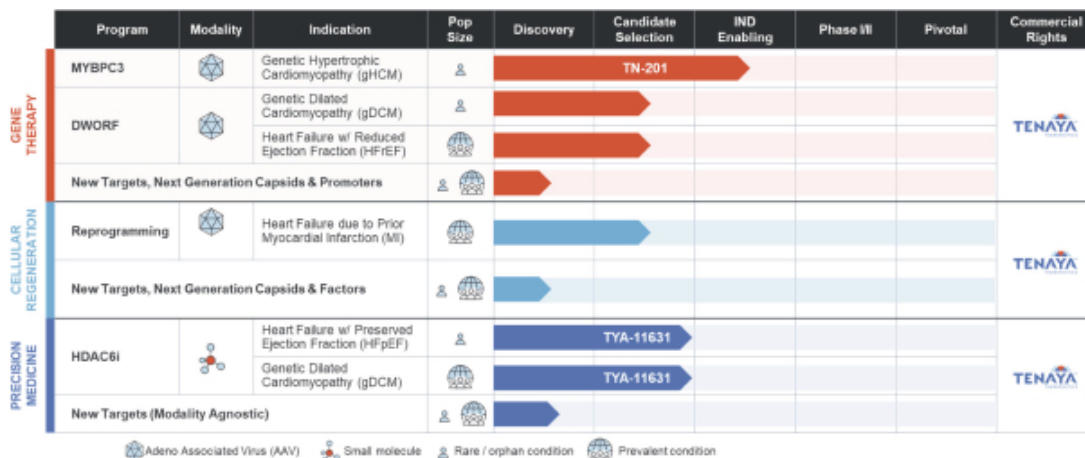 Program
Modality
Indication
Pop
Size
Discovery
Candidate
Selection
IND
Enabling
Phase I/II
Pivotal
Commercial
Rights
GENE
THERAPY
MYBPC3
Genetic Hypertrophic
Cardiomyopathy (gHCM)
TN-201
DWORF
Genetic Dilated
Cardiomyopathy (gDCM)
Heart Failure w/ Reduced
Ejection Fraction (HFrEF)
New Targets, Next Generation Capsids & Promoters
TENAYA
CELLULAR
REGENERATION
Reprogramming
Heart Failure due to Prior
Myocardial Infarction (MI)
New Targets, Next Generation Capsids & Factors
TENAYA
PRECISION
MEDICINE
HDAC6i
Heart Failure w/ Preserved
Ejection Fraction (HFpEF)
TYA-11631
Genetic Dilated
Cardiomyopathy (gDCM)
TYA-11631
New Targets (Modality Agnostic)
TENAYA
Adeno Associated Virus (AAV)
Small molecule
Rare / orphan condition
Prevalent condition